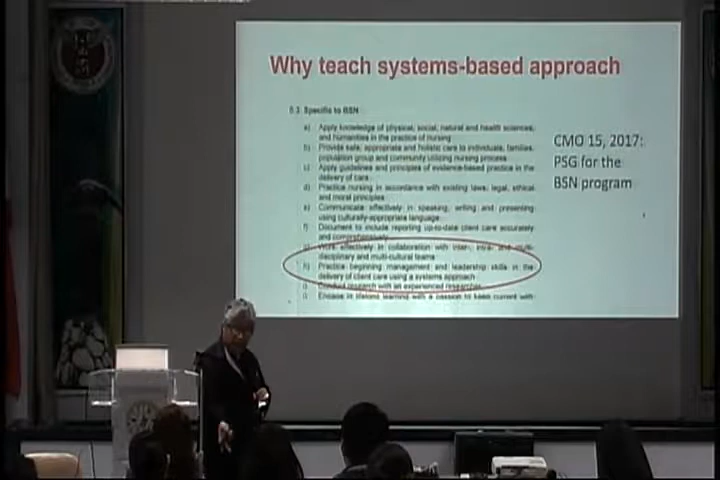 Why teach systems-based approach
Specific to BSN
a) Apply knowledge of physical, social, natural and health sciences,
and humanities in the practice of nursing
b) Provide safe, appropriate and holistic care to individuals, families,
population group and community utilizing nursing process
c) Apply guidelines and principles of evidence-based practice in the
delivery of care
d) Practice nursing in accordance with existing laws, legal, ethical
and moral principles
e) Communicate effectively in speaking, writing and presenting
using culturally-appropriate language
f) Document to include reporting up-to-date client care accurately
and comprehensively
g) Work effectively in collaboration with inter-, intra- and multi-
disciplinary and multi-cultural teams
h) Practice beginning management and leadership skills in the
delivery of client care using a systems approach
i) Conduct research with an experienced researcher
Engage in lifelong learning with a passion to keep current with
CMO 15, 2017:
PSG for the
BSN program